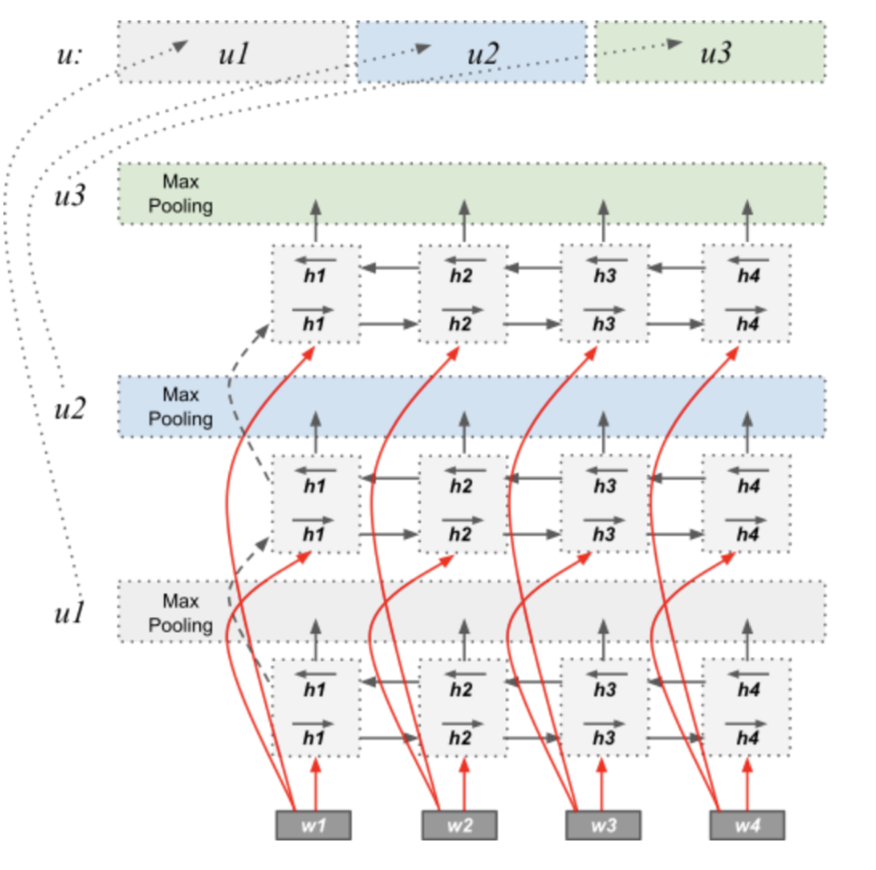 u: u1 u2 u3
u3 Max
Pooling
h1 h2 h3 h4
h1 h2 h3 h4
u2 Max
Pooling
h1 h2 h3 h4
h1 h2 h3 h4
u1 Max
Pooling
h1 h2 h3 h4
h1 h2 h3 h4
w1 w2 w3 w4